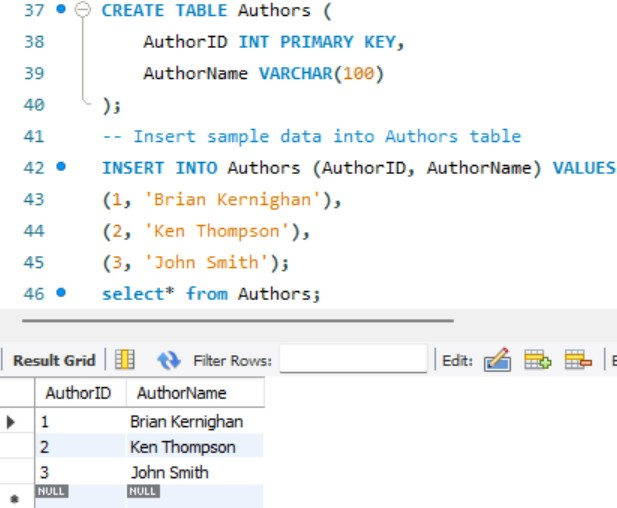 37 CREATE TABLE Authors (
38 AuthorID INT PRIMARY KEY,
39 AuthorName VARCHAR(100)
40 );
41 -- Insert sample data into Authors table
42 INSERT INTO Authors (AuthorID, AuthorName) VALUES
43 (1, 'Brian Kernighan'),
44 (2, 'Ken Thompson'),
45 (3, 'John Smith');
46 select* from Authors;
Result Grid Filter Rows: Edit:
AuthorID AuthorName
1 Brian Kernighan
2 Ken Thompson
3 John Smith
NULL NULL